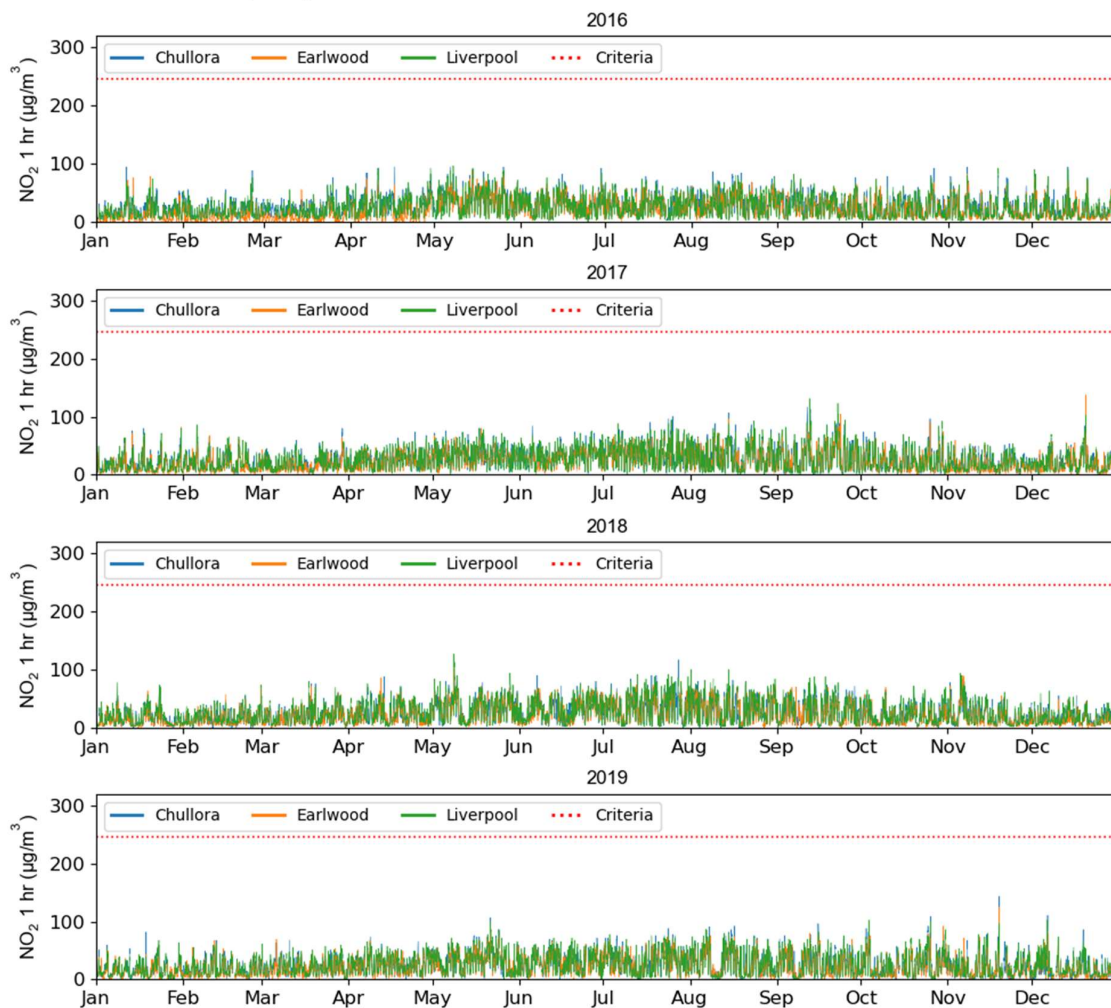 2016
300
Chullora Earlwood Liverpool Criteria
200
100
0
NO₂ 1 hr (µg/m³)
Jan Feb Mar Apr May Jun Jul Aug Sep Oct Nov Dec
2017
300
Chullora Earlwood Liverpool Criteria
200
100
0
NO₂ 1 hr (µg/m³)
Jan Feb Mar Apr May Jun Jul Aug Sep Oct Nov Dec
2018
300
Chullora Earlwood Liverpool Criteria
200
100
0
NO₂ 1 hr (µg/m³)
Jan Feb Mar Apr May Jun Jul Aug Sep Oct Nov Dec
2019
300
Chullora Earlwood Liverpool Criteria
200
100
0
NO₂ 1 hr (µg/m³)
Jan Feb Mar Apr May Jun Jul Aug Sep Oct Nov Dec